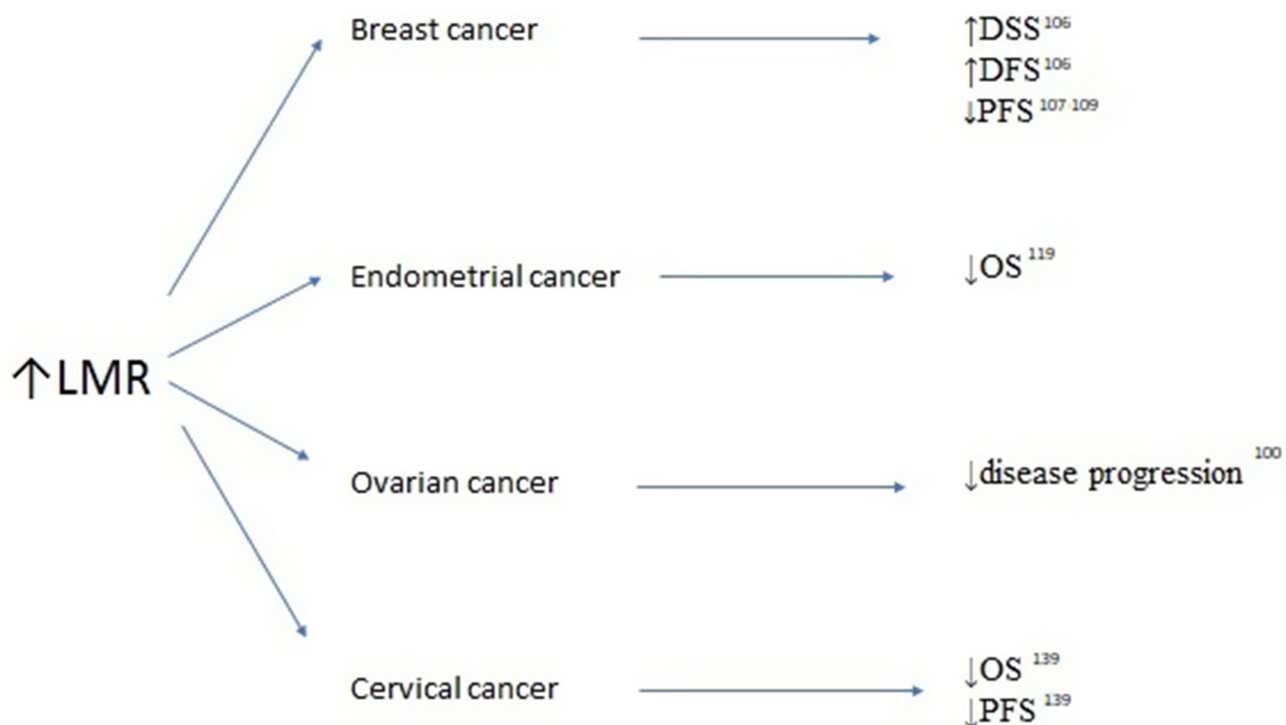 Breast cancer
↑DSS 106
↑DFS 106
↓PFS 107-109
Endometrial cancer
↓OS 119
↑LMR
Ovarian cancer
↓disease progression 100
Cervical cancer
↓OS 139
↓PFS 139